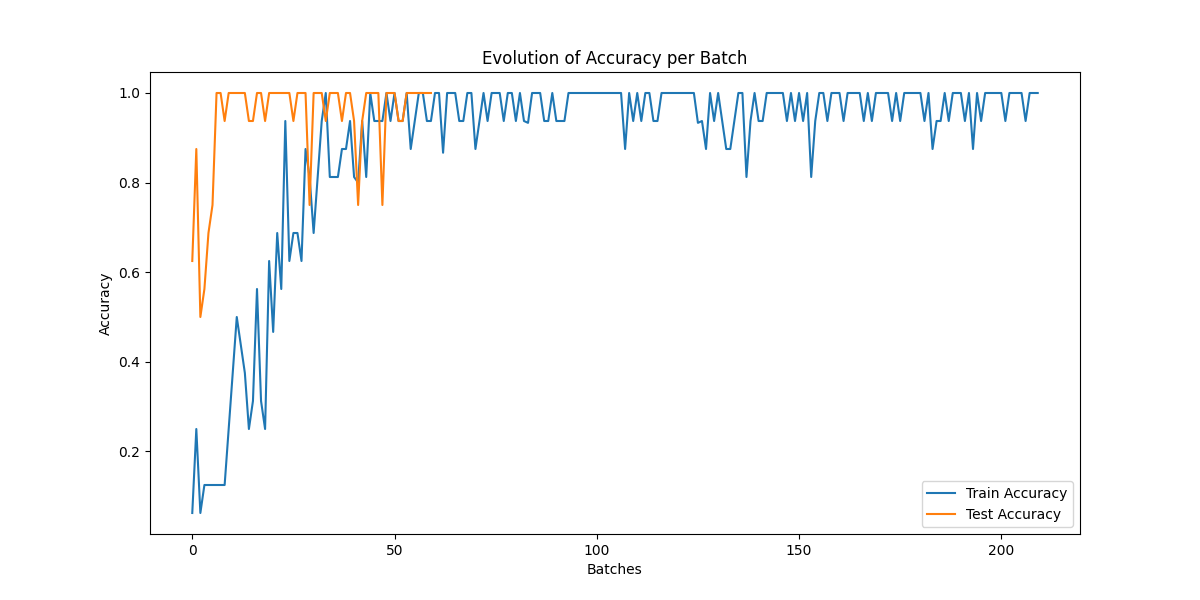 Evolution of Accuracy per Batch
Accuracy
1.0
0.8
0.6
0.4
0.2
0 50 100 150 200
Batches
Train Accuracy
Test Accuracy